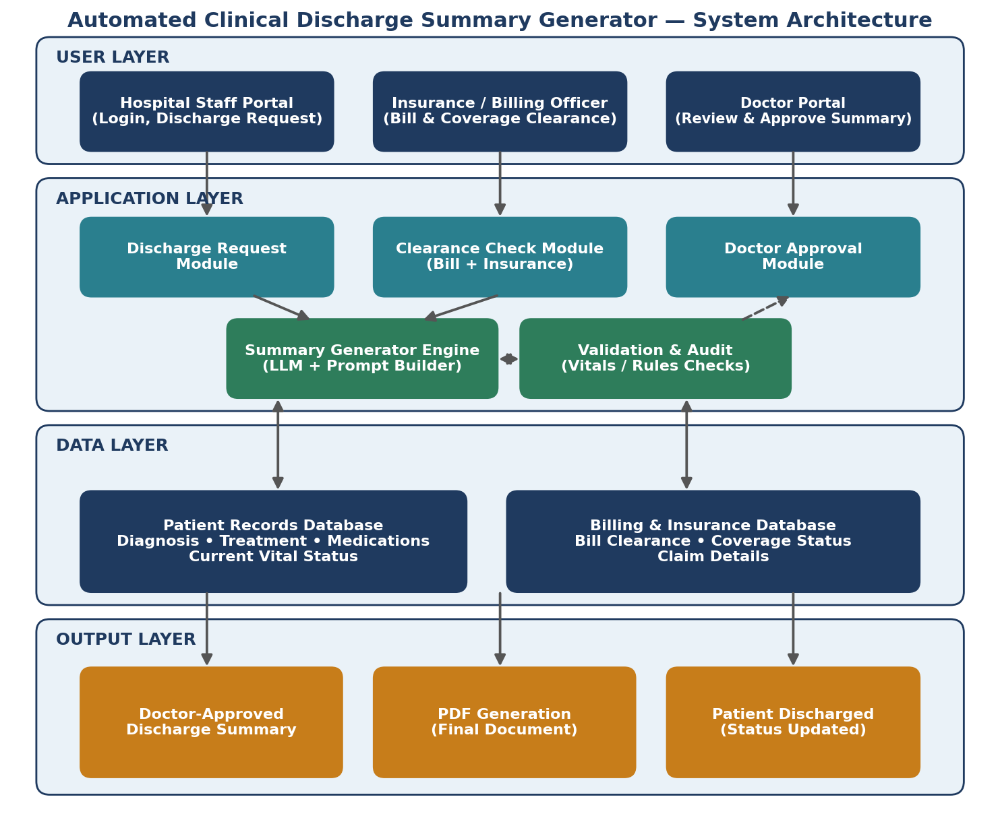 Automated Clinical Discharge Summary Generator — System Architecture
USER LAYER
Hospital Staff Portal
(Login, Discharge Request)
Insurance / Billing Officer
(Bill & Coverage Clearance)
Doctor Portal
(Review & Approve Summary)
APPLICATION LAYER
Discharge Request
Module
Clearance Check Module
(Bill + Insurance)
Doctor Approval
Module
Summary Generator Engine
(LLM + Prompt Builder)
Validation & Audit
(Vitals / Rules Checks)
DATA LAYER
Patient Records Database
Diagnosis • Treatment • Medications
Current Vital Status
Billing & Insurance Database
Bill Clearance • Coverage Status
Claim Details
OUTPUT LAYER
Doctor-Approved
Discharge Summary
PDF Generation
(Final Document)
Patient Discharged
(Status Updated)